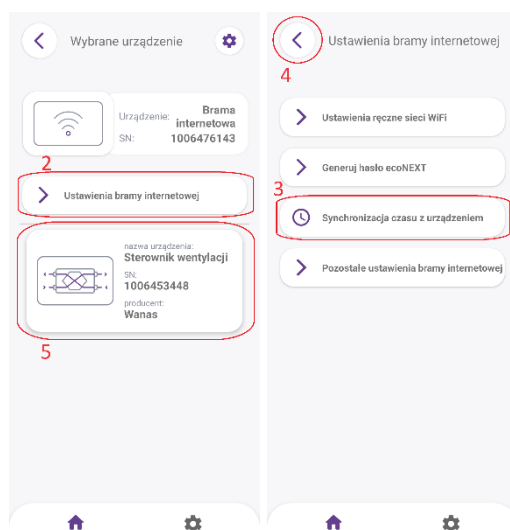 Wybrane urządzenie
Urządzenie: Brama internetowa
SN: 1006476143
2
Ustawienia bramy internetowej
nazwa urządzenia:
Sterownik wentylacji
SN:
1006453448
producent:
Wanas
5
Ustawienia bramy internetowej
4
Ustawienia ręczne sieci WiFi
Generuj hasło ecoNEXT
3
Synchronizacja czasu z urządzeniem
Pozostałe ustawienia bramy internetowej